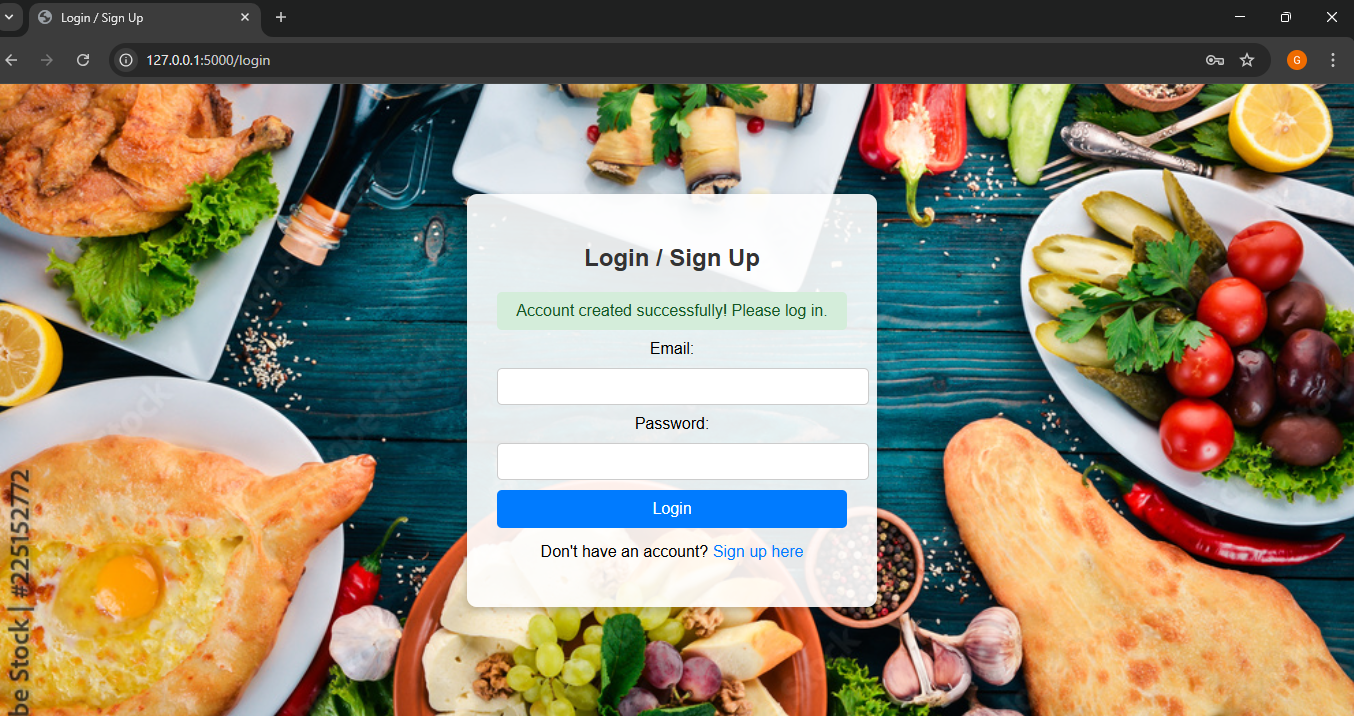 Login / Sign Up
127.0.0.1:5000/login
G
Login / Sign Up
Account created successfully! Please log in.
Email:
Password:
Login
Don't have an account? Sign up here
be Stock | #225152772